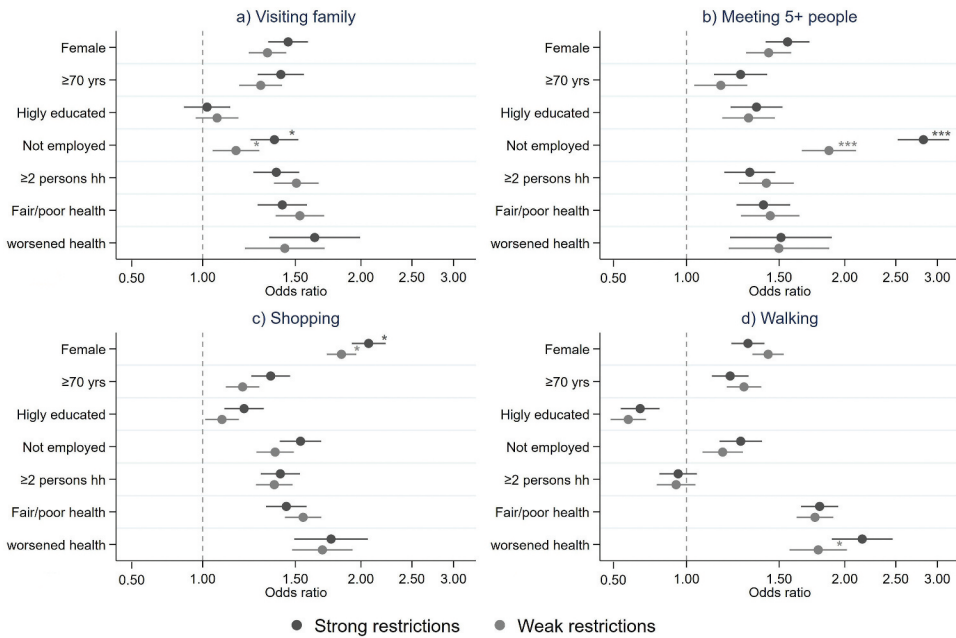 a) Visiting family
Female
≥70 yrs
Higly educated
Not employed
*
*
≥2 persons hh
Fair/poor health
worsened health
0.50 1.00 1.50 2.00 2.50 3.00
Odds ratio
b) Meeting 5+ people
Female
≥70 yrs
Higly educated
Not employed
***
***
≥2 persons hh
Fair/poor health
worsened health
0.50 1.00 1.50 2.00 2.50 3.00
Odds ratio
c) Shopping
Female
*
*
≥70 yrs
Higly educated
Not employed
≥2 persons hh
Fair/poor health
worsened health
0.50 1.00 1.50 2.00 2.50 3.00
Odds ratio
d) Walking
Female
≥70 yrs
Higly educated
Not employed
≥2 persons hh
Fair/poor health
worsened health
*
0.50 1.00 1.50 2.00 2.50 3.00
Odds ratio
Strong restrictions Weak restrictions